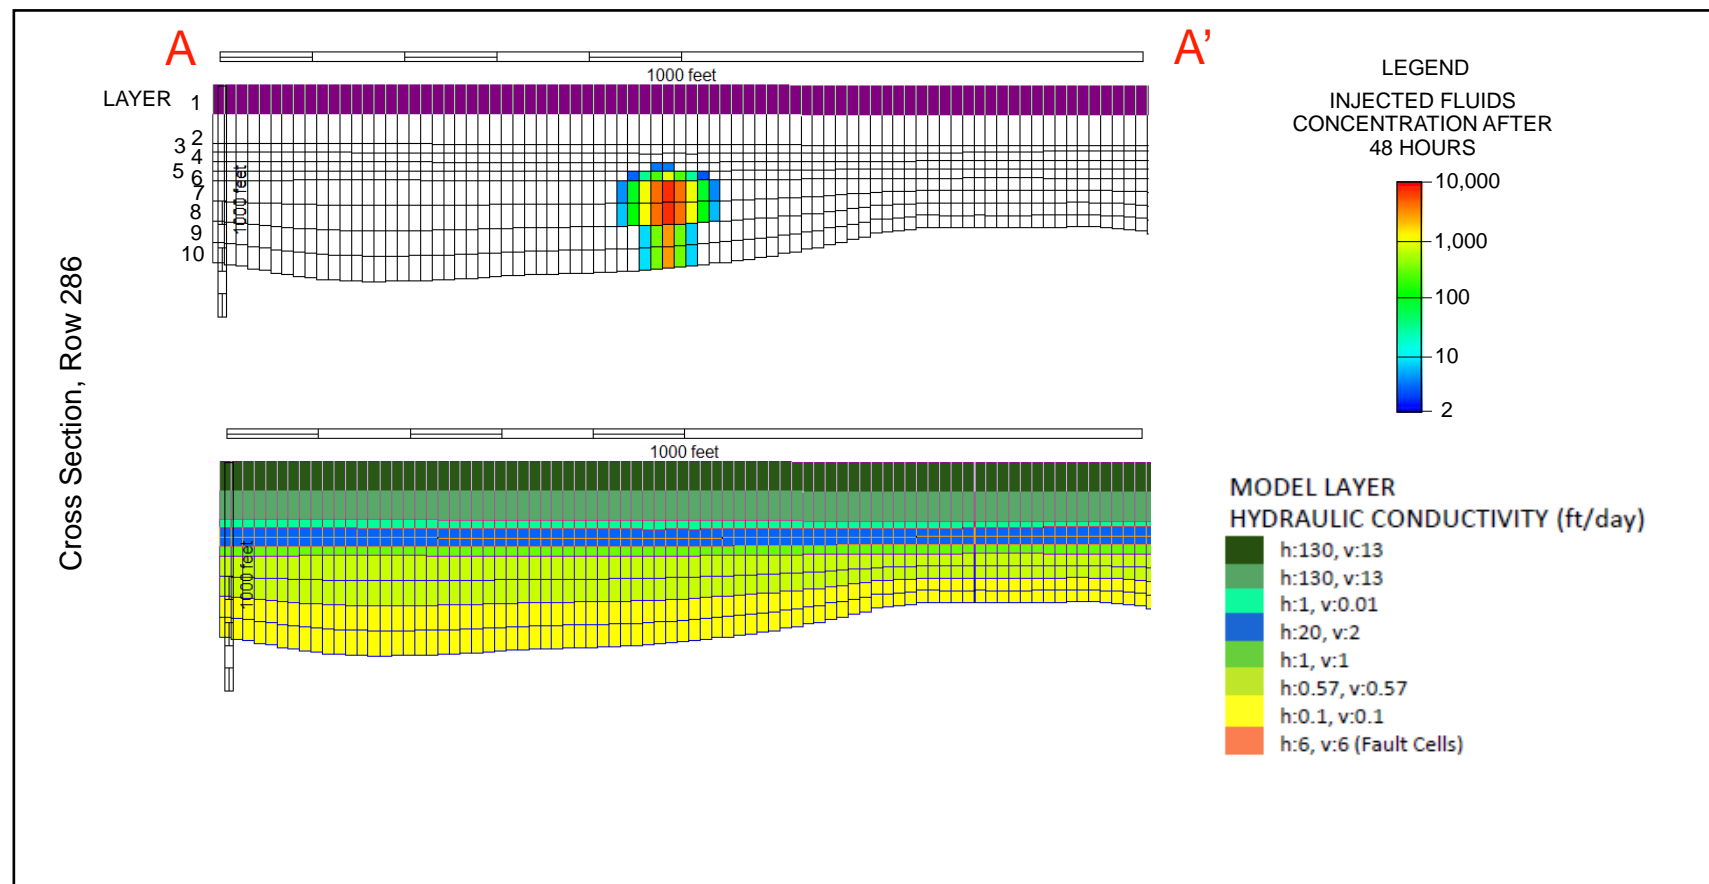 A
A’
1000 feet
LAYER 1
2
3
4
5
6
7
8
9
10
1000 feet
Cross Section, Row 286
LEGEND
INJECTED FLUIDS
CONCENTRATION AFTER
48 HOURS
10,000
1,000
100
10
2
1000 feet
1000 feet
MODEL LAYER
HYDRAULIC CONDUCTIVITY (ft/day)
h:130, v:13
h:130, v:13
h:1, v:0.01
h:20, v:2
h:1, v:1
h:0.57, v:0.57
h:0.1, v:0.1
h:6, v:6 (Fault Cells)